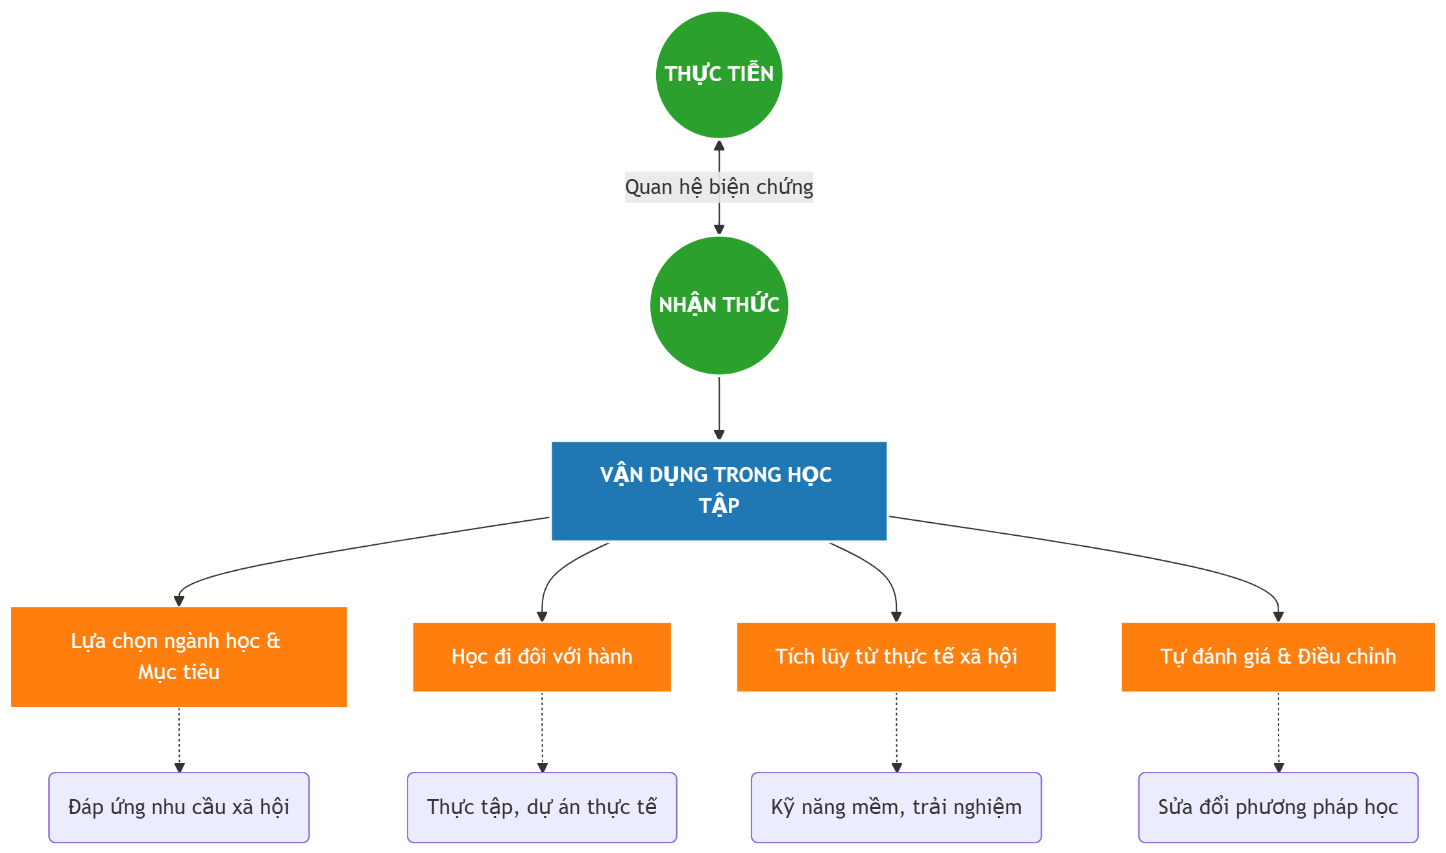 THỰC TIỄN
Quan hệ biện chứng
NHẬN THỨC
VẬN DỤNG TRONG HỌC
TẬP
Lựa chọn ngành học &
Mục tiêu
Học đi đôi với hành
Tích lũy từ thực tế xã hội
Tự đánh giá & Điều chỉnh
Đáp ứng nhu cầu xã hội
Thực tập, dự án thực tế
Kỹ năng mềm, trải nghiệm
Sửa đổi phương pháp học